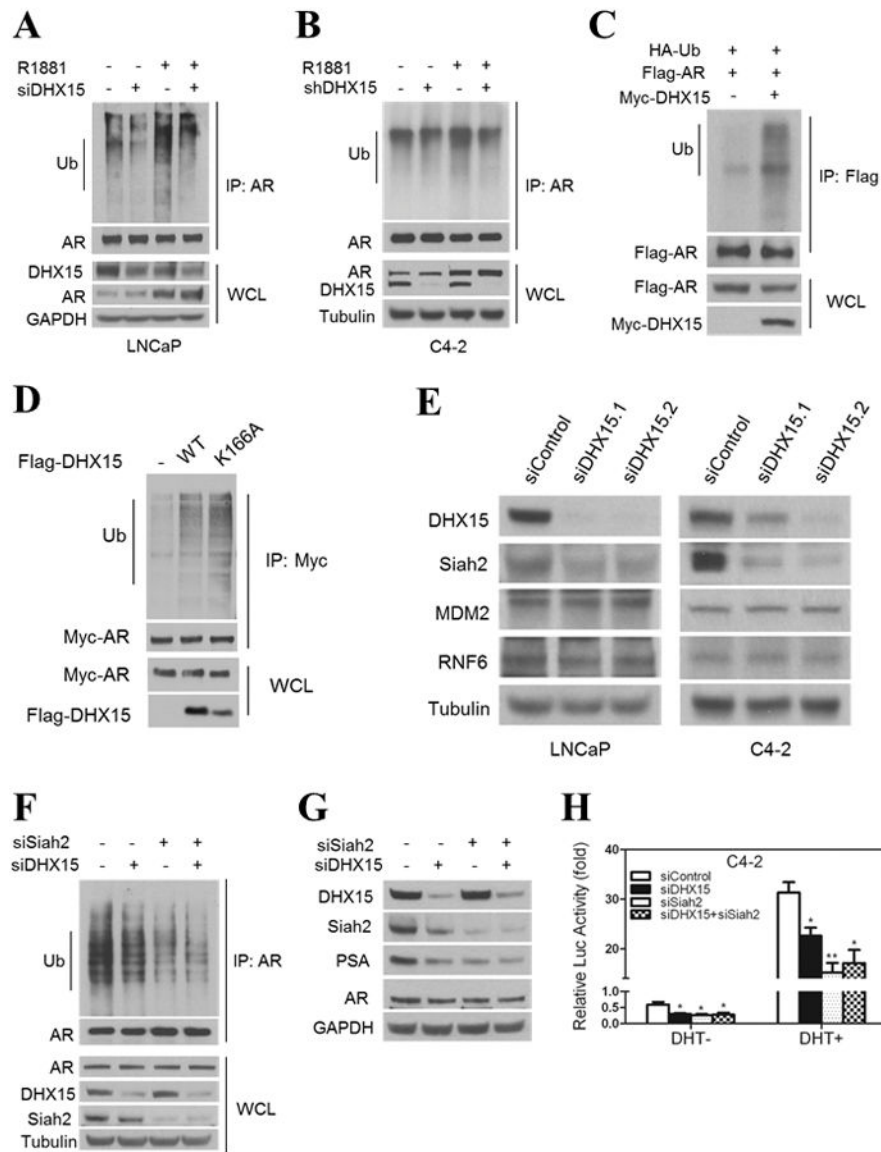 A
R1881 - - + +
siDHX15 - + - +
Ub
IP: AR
AR
DHX15
AR
WCL
GAPDH
LNCaP
B
R1881 - - + +
shDHX15 - + - +
Ub
IP: AR
AR
AR
DHX15
WCL
Tubulin
C4-2
C
HA-Ub + +
Flag-AR + +
Myc-DHX15 - +
Ub
IP: Flag
Flag-AR
Flag-AR
WCL
Myc-DHX15
D
Flag-DHX15 - WT K166A
Ub
IP: Myc
Myc-AR
Myc-AR
WCL
Flag-DHX15
E
siControl siDHX15.1 siDHX15.2 siControl siDHX15.1 siDHX15.2
DHX15
Siah2
MDM2
RNF6
Tubulin
LNCaP C4-2
F
siSiah2 - - + +
siDHX15 - + - +
Ub
IP: AR
AR
AR
DHX15
WCL
Siah2
Tubulin
G
siSiah2 - - + +
siDHX15 - + - +
DHX15
Siah2
PSA
AR
GAPDH
H
C4-2
Relative Luc Activity (fold)
40
30
20
0.5
0.0
siControl
siDHX15
siSiah2
siDHX15+siSiah2
* * *
* ** *
DHT- DHT+